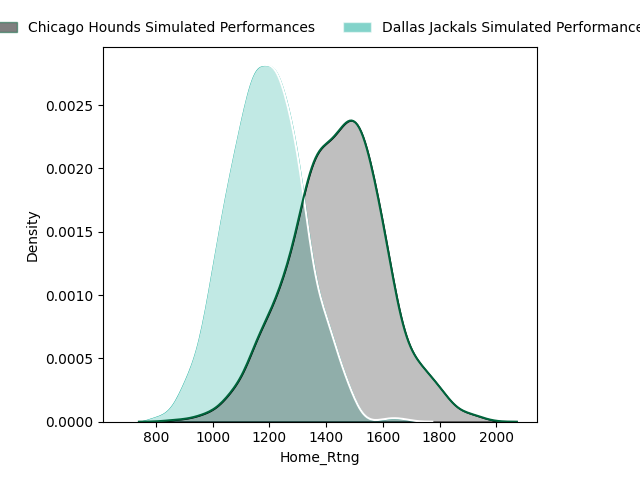 Chicago Hounds Simulated Performances Dallas Jackals Simulated Performance
0.0025
0.0020
0.0015
0.0010
0.0005
0.0000
Density
800 1000 1200 1400 1600 1800 2000
Home_Rtng